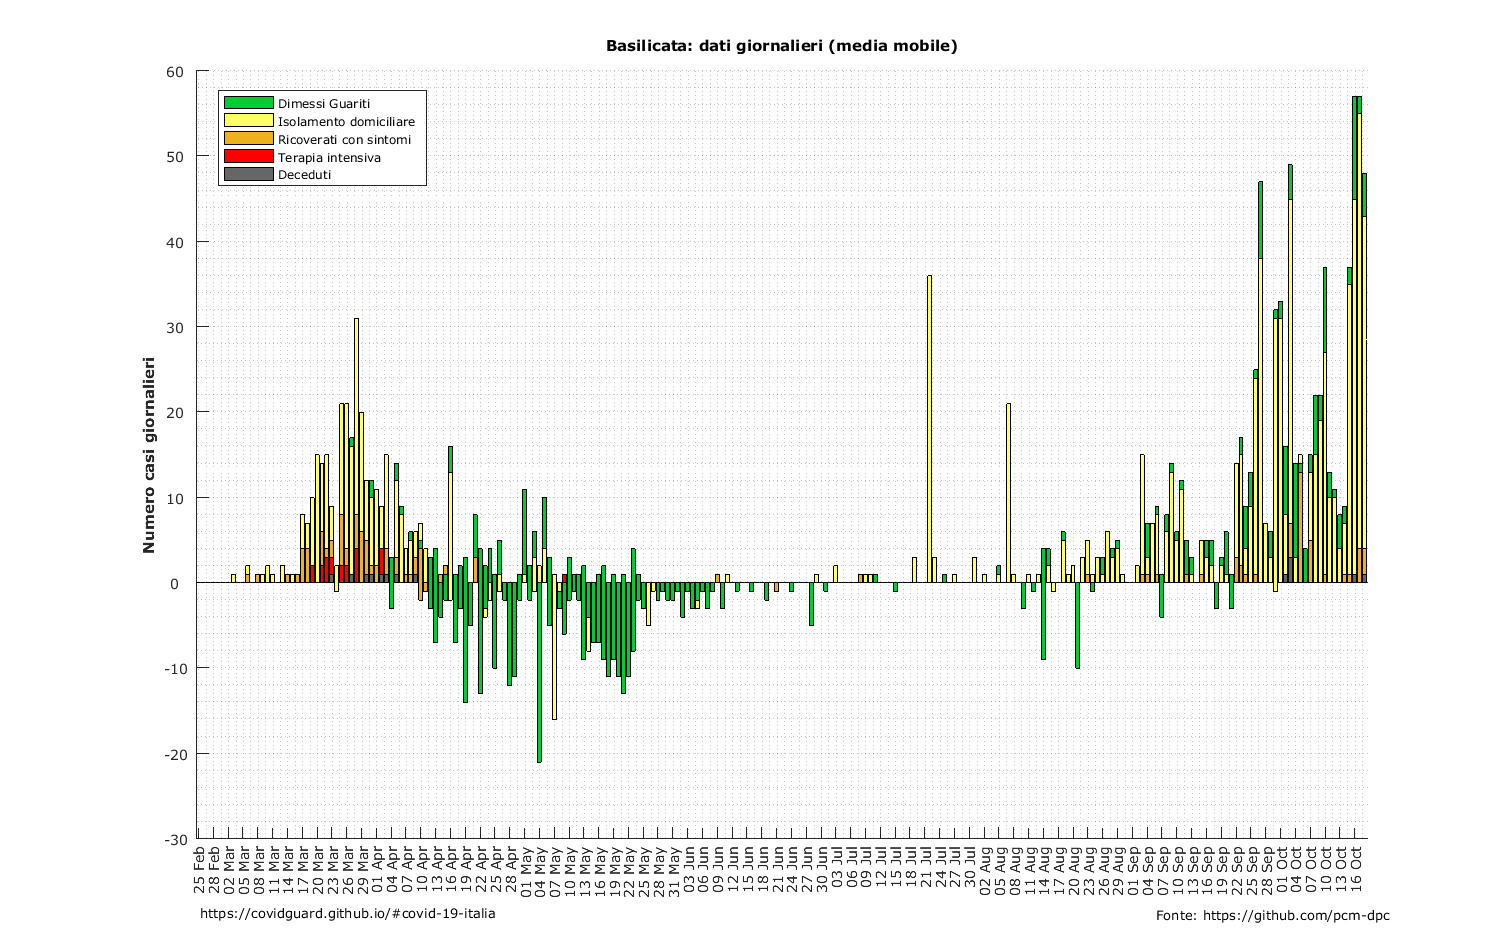 Basilicata: dati giornalieri (media mobile)
60
50
40
30
20
10
0
-10
-20
-30
Numero casi giornalieri
Dimessi Guariti
Isolamento domiciliare
Ricoverati con sintomi
Terapia intensiva
Deceduti
25 Feb
28 Feb
02 Mar
05 Mar
08 Mar
11 Mar
14 Mar
17 Mar
20 Mar
23 Mar
26 Mar
29 Mar
01 Apr
04 Apr
07 Apr
10 Apr
13 Apr
16 Apr
19 Apr
22 Apr
25 Apr
28 Apr
01 May
04 May
07 May
10 May
13 May
16 May
19 May
22 May
25 May
28 May
31 May
03 Jun
06 Jun
09 Jun
12 Jun
15 Jun
18 Jun
21 Jun
24 Jun
27 Jun
30 Jun
03 Jul
06 Jul
09 Jul
12 Jul
15 Jul
18 Jul
21 Jul
24 Jul
27 Jul
30 Jul
02 Aug
05 Aug
08 Aug
11 Aug
14 Aug
17 Aug
20 Aug
23 Aug
26 Aug
29 Aug
01 Sep
04 Sep
07 Sep
10 Sep
13 Sep
16 Sep
19 Sep
22 Sep
25 Sep
28 Sep
01 Oct
04 Oct
07 Oct
10 Oct
13 Oct
16 Oct
https://covidguard.github.io/#covid-19-italia
Fonte: https://github.com/pcm-dpc